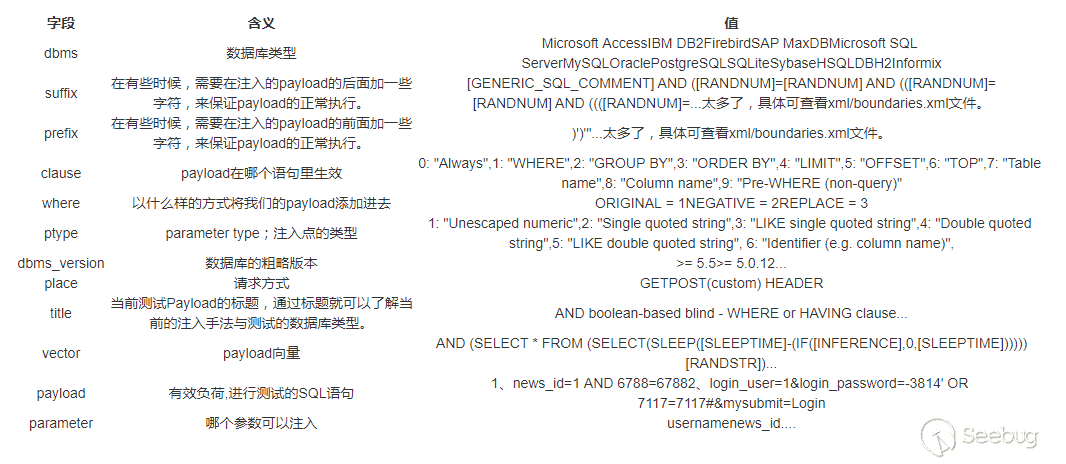 字段 含义 值
dbms 数据库类型 Microsoft AccessIBM DB2FirebirdSAP MaxDBMicrosoft SQL
ServerMySQLOraclePostgreSQLSQLiteSybaseHSQLDBH2Informix
suffix 在有些时候，需要在注入的payload的后面加一些 [GENERIC_SQL_COMMENT] AND ([RANDNUM]=[RANDNUM] AND (([RANDNUM]=
字符，来保证payload的正常执行。 [RANDNUM] AND ((([RANDNUM]=...太多了，具体可查看xml/boundaries.xml文件。
prefix 在有些时候，需要在注入的payload的前面加一些
字符，来保证payload的正常执行。 )')'"...太多了，具体可查看xml/boundaries.xml文件。
clause payload在哪个语句里生效 0: "Always",1: "WHERE",2: "GROUP BY",3: "ORDER BY",4: "LIMIT",5: "OFFSET",6: "TOP",7: "Table
name",8: "Column name",9: "Pre-WHERE (non-query)"
where 以什么样的方式将我们的payload添加进去 ORIGINAL = 1NEGATIVE = 2REPLACE = 3
ptype parameter type；注入点的类型 1: "Unescaped numeric",2: "Single quoted string",3: "LIKE single quoted string",4: "Double quoted
string",5: "LIKE double quoted string", 6: "Identifier (e.g. column name)",
dbms_version 数据库的粗略版本 >= 5.5>= 5.0.12...
place 请求方式 GETPOST(custom) HEADER
title 当前测试Payload的标题，通过标题就可以了解当
前的注入手法与测试的数据库类型。 AND boolean-based blind - WHERE or HAVING clause...
vector payload向量 AND (SELECT * FROM (SELECT(SLEEP([SLEEPTIME]-(IF([INFERENCE],0,[SLEEPTIME])))))
[RANDSTR])...
payload 有效负荷,进行测试的SQL语句 1、news_id=1 AND 6788=67882、login_user=1&login_password=-3814' OR
7117=7117#&mysubmit=Login
parameter 哪个参数可以注入 usernamenews_id....
Seebug